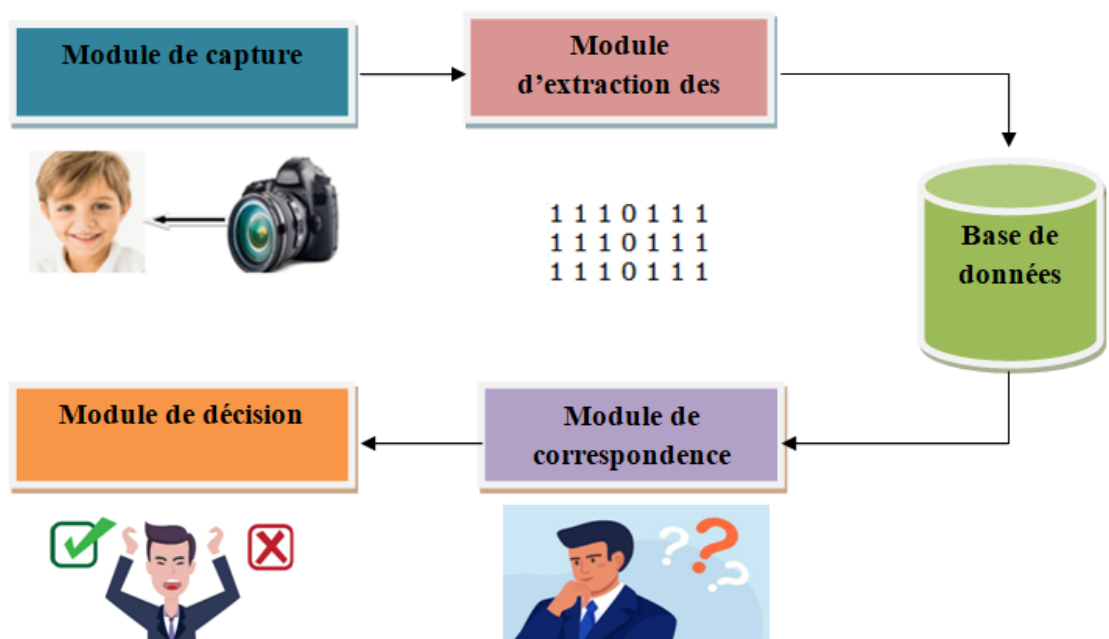 Module de capture
Module
d’extraction des
1 1 1 0 1 1 1
1 1 1 0 1 1 1
1 1 1 0 1 1 1
Base de
données
Module de décision
Module de
correspondence